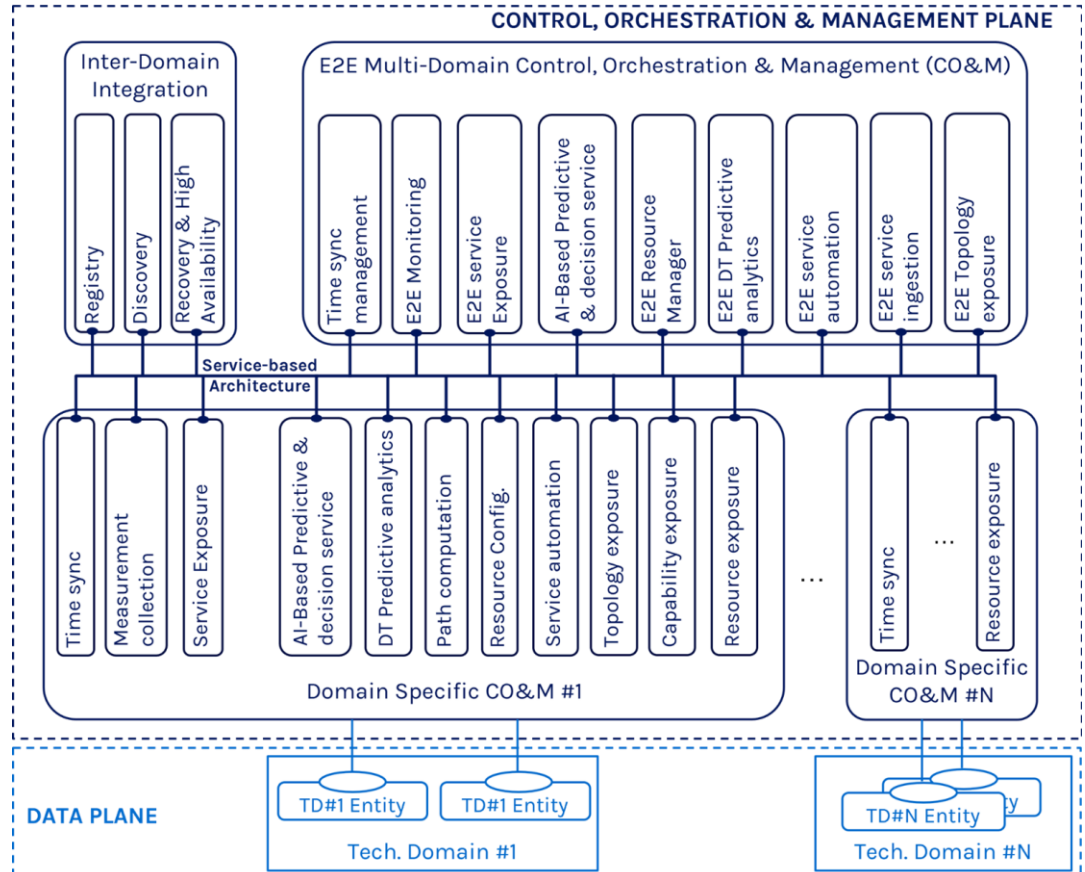 CONTROL, ORCHESTRATION & MANAGEMENT PLANE
Inter-Domain
Integration
Registry
Discovery
Recovery & High
Availability
E2E Multi-Domain Control, Orchestration & Management (CO&M)
Time sync
management
E2E Monitoring
E2E service
Exposure
AI-Based Predictive
& decision service
E2E Resource
Manager
E2E DT Predictive
analytics
E2E service
automation
E2E service
ingestion
E2E Topology
exposure
Service-based
Architecture
Time sync
Measurement
collection
Service Exposure
AI-Based Predictive &
decision service
DT Predictive analytics
Path computation
Resource Config.
Service automation
Topology exposure
Capability exposure
Resource exposure
Domain Specific CO&M #1
...
Time sync
...
Resource exposure
Domain Specific
CO&M #N
DATA PLANE
TD#1 Entity
TD#1 Entity
Tech. Domain #1
ty
TD#N Entity
Tech. Domain #N